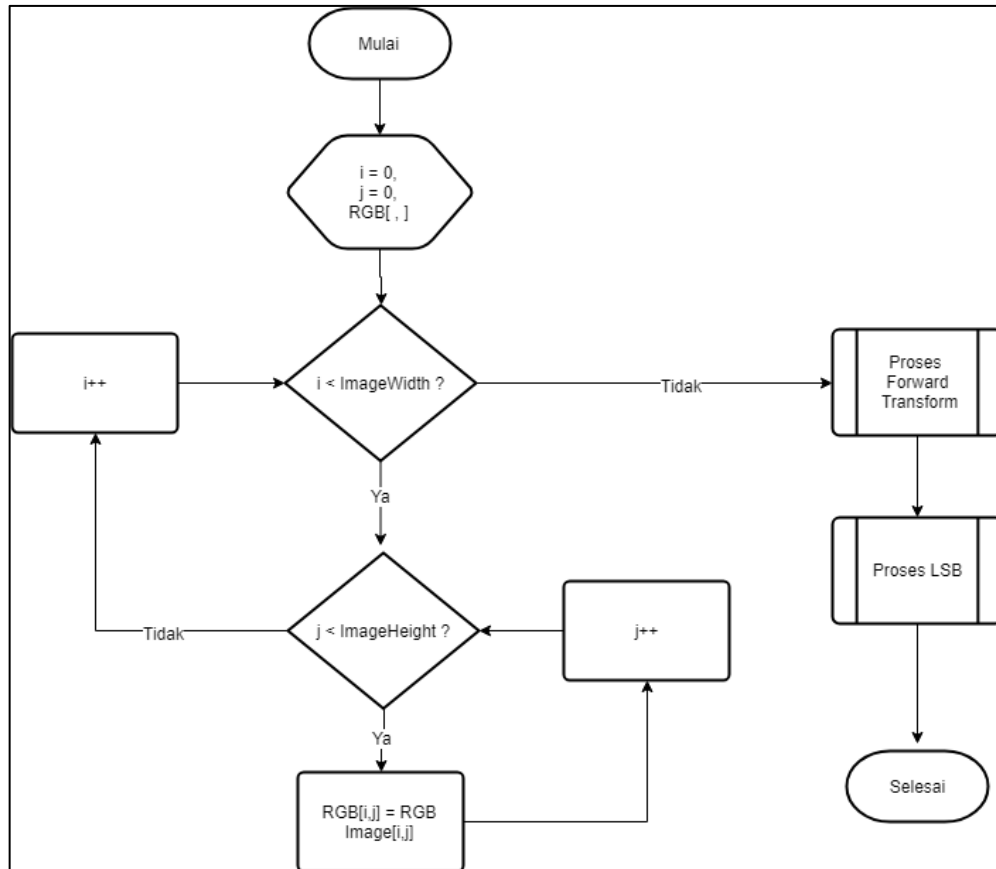 Mulai
i = 0,
j = 0,
RGB[ , ]
i++
i < ImageWidth ?
Tidak
Proses
Forward
Transform
Ya
Proses LSB
j < ImageHeight ?
Tidak
j++
Ya
RGB[i,j] = RGB
Image[i,j]
Selesai